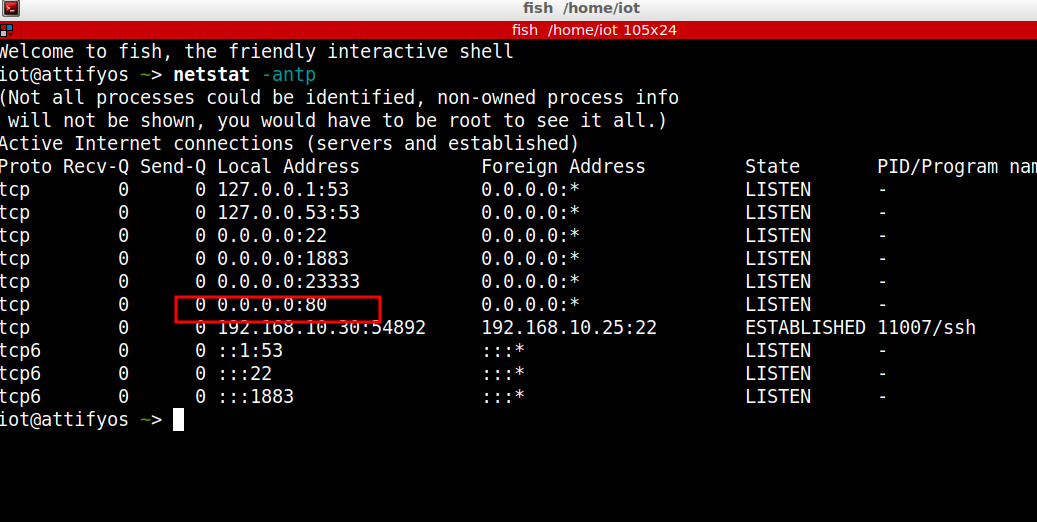 fish /home/iot
fish /home/iot 105x24
Welcome to fish, the friendly interactive shell
iot@attifyos ~> netstat -antp
(Not all processes could be identified, non-owned process info
will not be shown, you would have to be root to see it all.)
Active Internet connections (servers and established)
Proto Recv-Q Send-Q Local Address Foreign Address State PID/Program nam
tcp 0 0 127.0.0.1:53 0.0.0.0:* LISTEN -
tcp 0 0 127.0.0.53:53 0.0.0.0:* LISTEN -
tcp 0 0 0.0.0.0:22 0.0.0.0:* LISTEN -
tcp 0 0 0.0.0.0:1883 0.0.0.0:* LISTEN -
tcp 0 0 0.0.0.0:23333 0.0.0.0:* LISTEN -
tcp 0 0 0.0.0.0:80 0.0.0.0:* LISTEN -
tcp 0 0 192.168.10.30:54892 192.168.10.25:22 ESTABLISHED 11007/ssh
tcp6 0 0 ::1:53 :::* LISTEN -
tcp6 0 0 :::22 :::* LISTEN -
tcp6 0 0 :::1883 :::* LISTEN -
iot@attifyos ~>